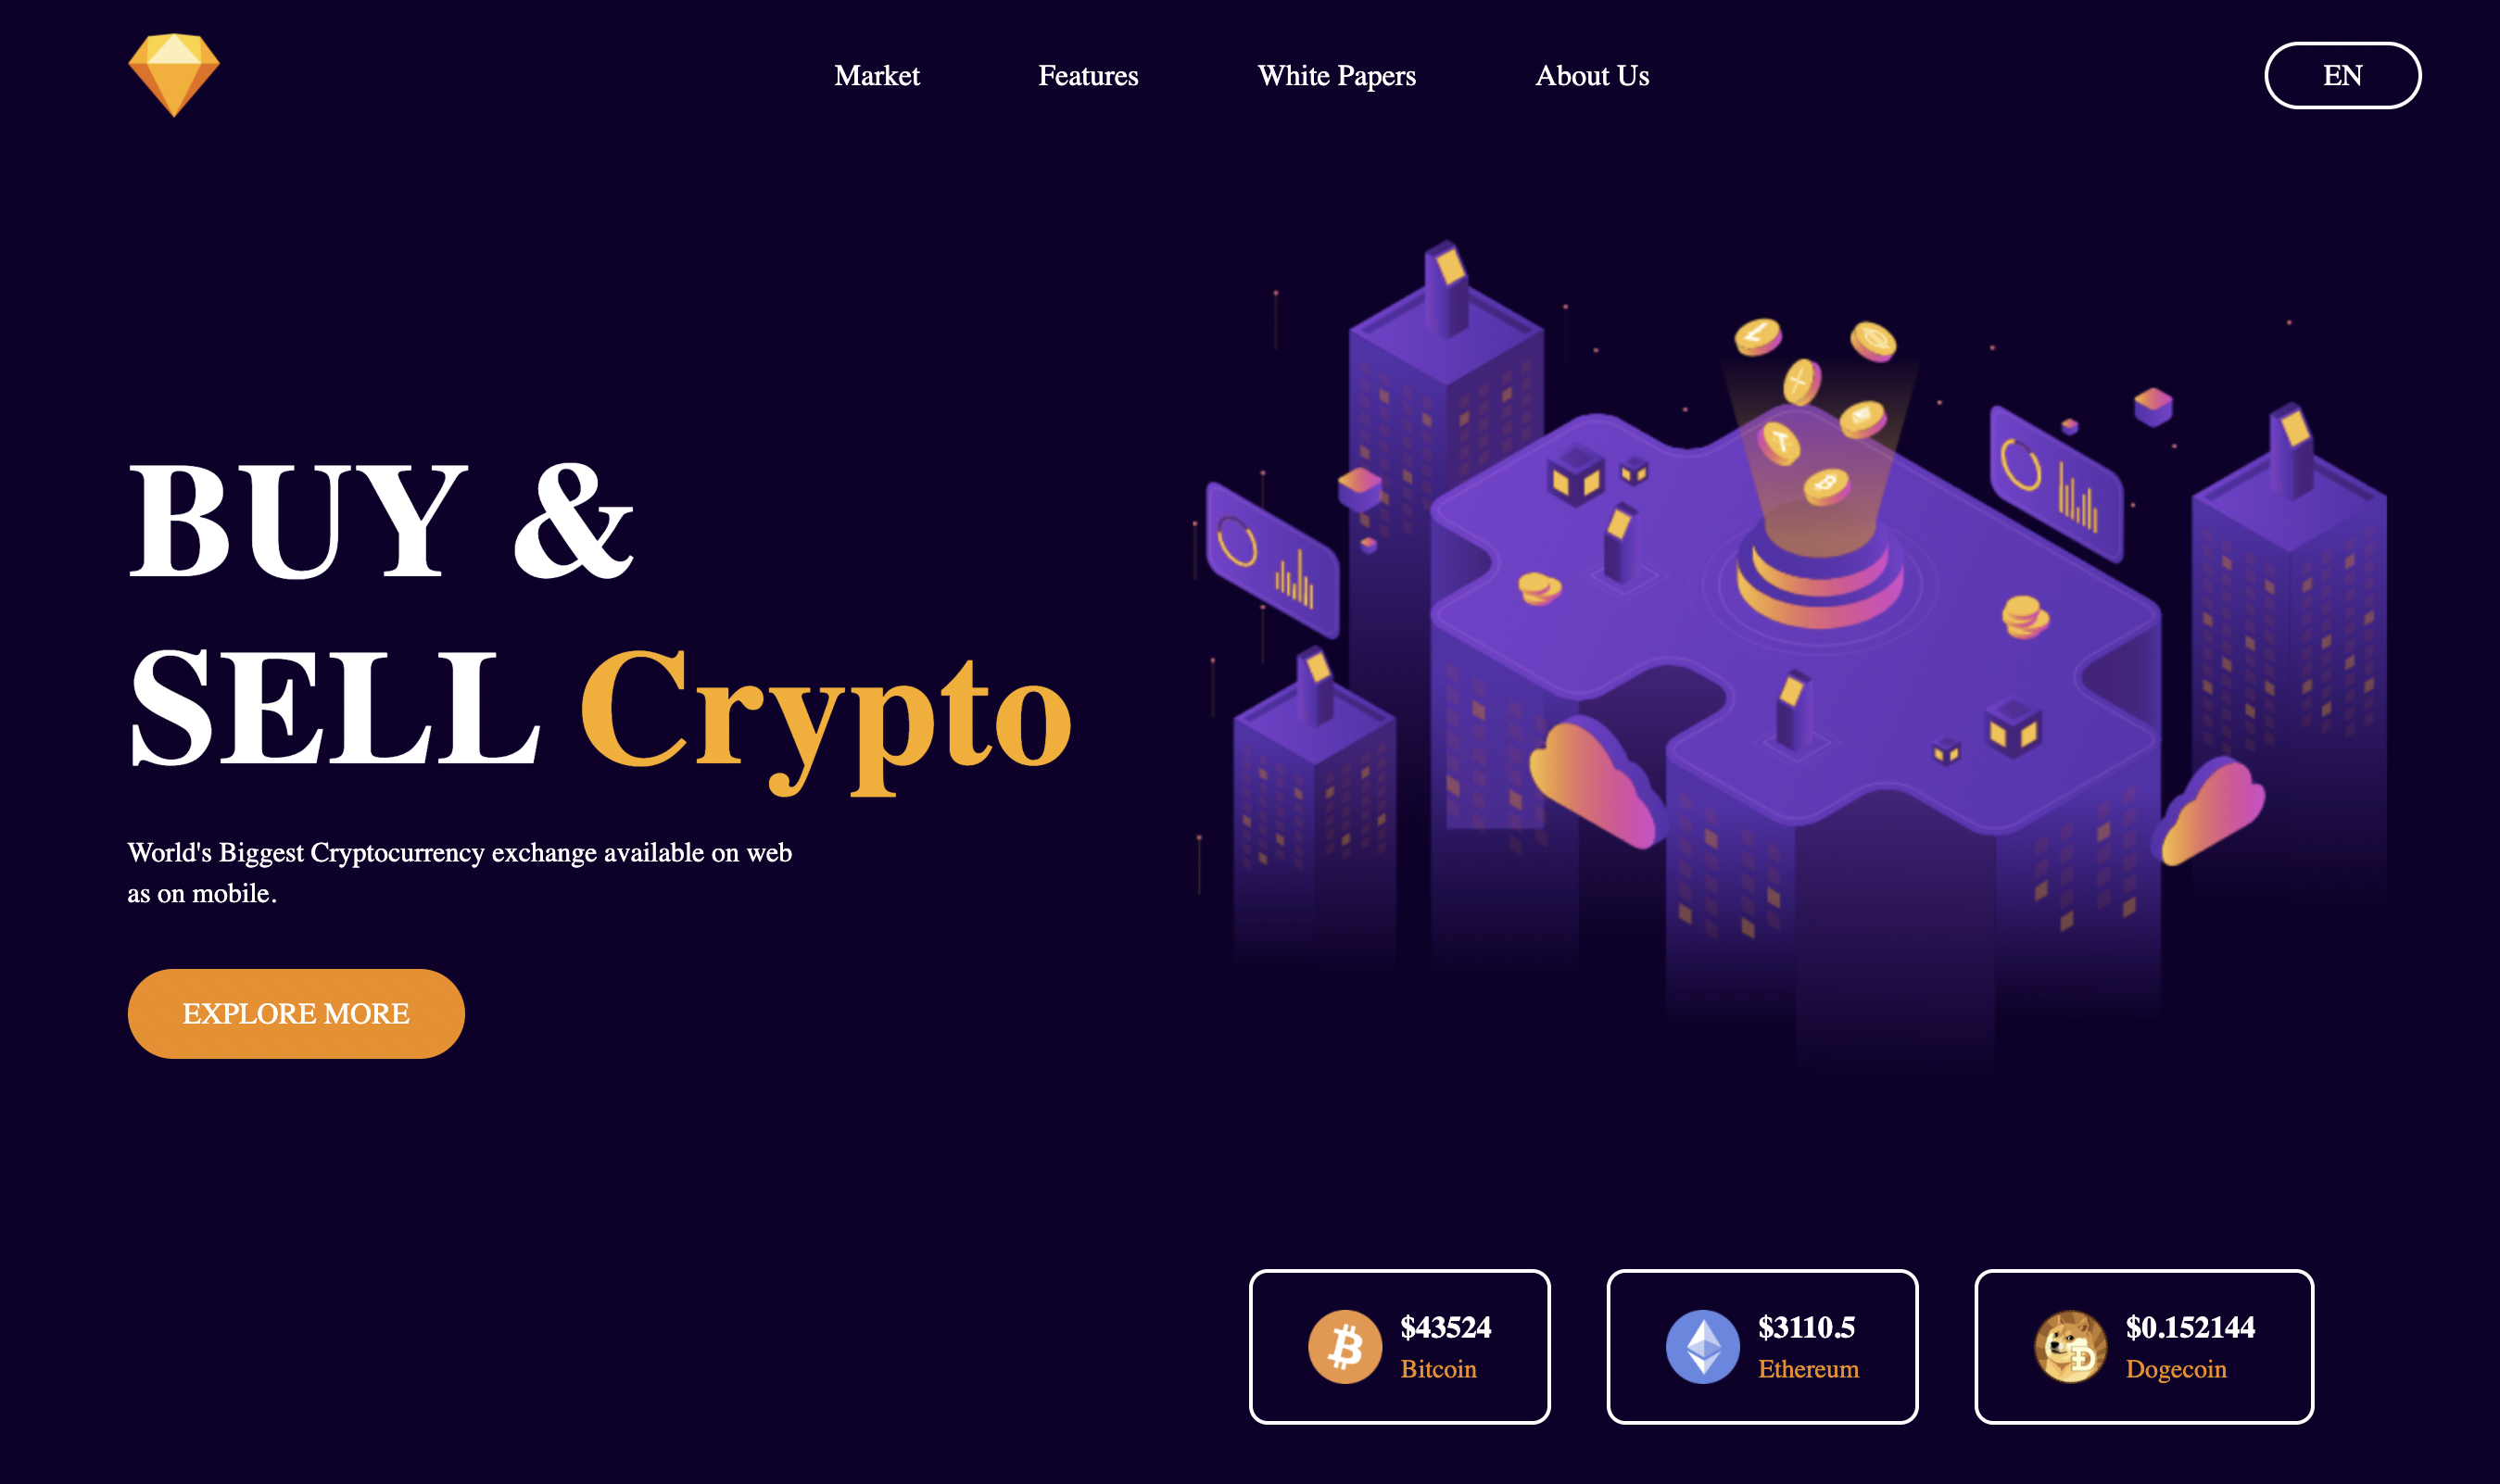 Market
Features
White Papers
About Us
EN
BUY &
SELL Crypto
World's Biggest Cryptocurrency exchange available on web
as on mobile.
EXPLORE MORE
$43524
Bitcoin
$3110.5
Ethereum
$0.152144
Dogecoin